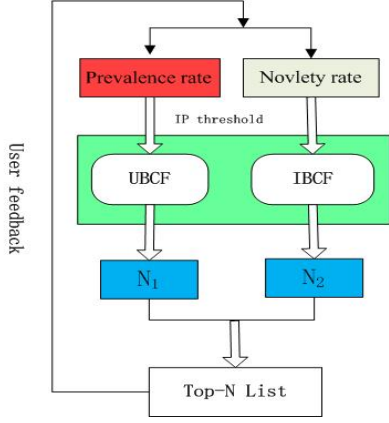 Prevalence rate
Novlety rate
IP threshold
UBCF
IBCF
User feedback
N₁
N₂
Top-N List